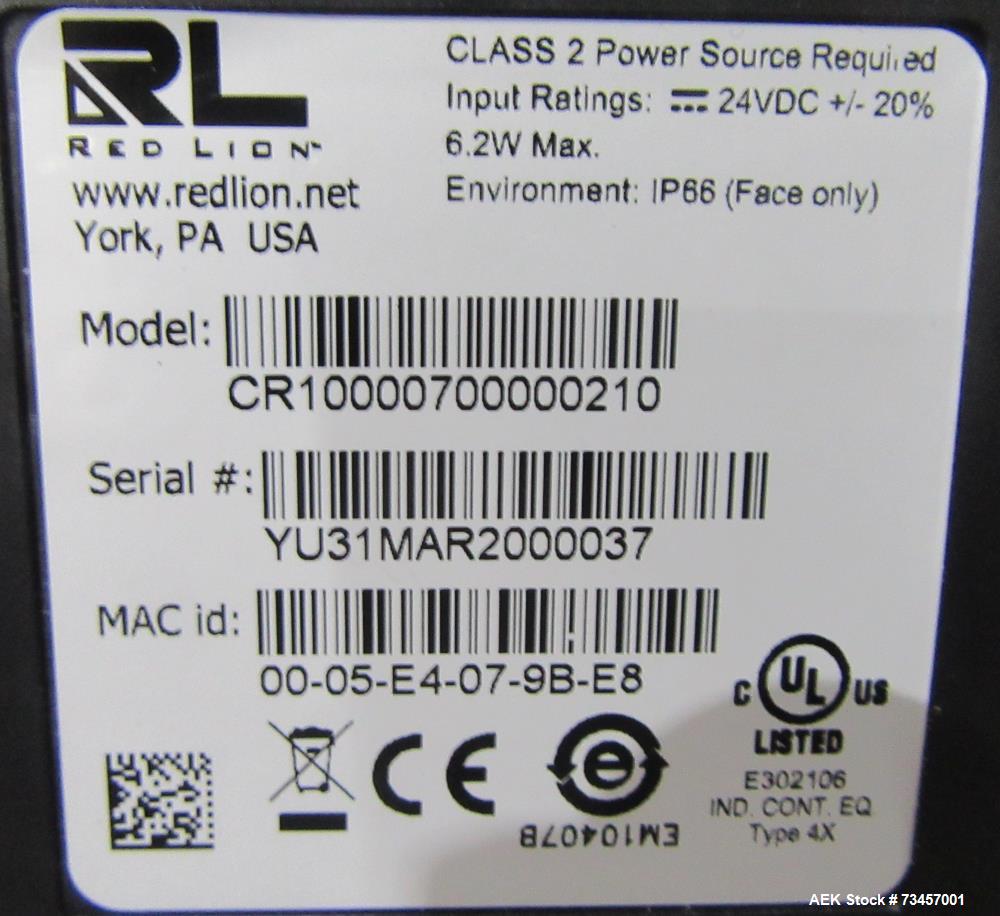 RL
RED LION™
www.redlion.net
York, PA USA
CLASS 2 Power Source Required
Input Ratings: ⎓ 24VDC +/- 20%
6.2W Max.
Environment: IP66 (Face only)
Model:
CR10000700000210
Serial #:
YU31MAR2000037
MAC id:
00-05-E4-07-9B-E8
CE
EM10407B
C UL US
LISTED
E302106
IND. CONT. EQ
Type 4X
AEK Stock # 73457001